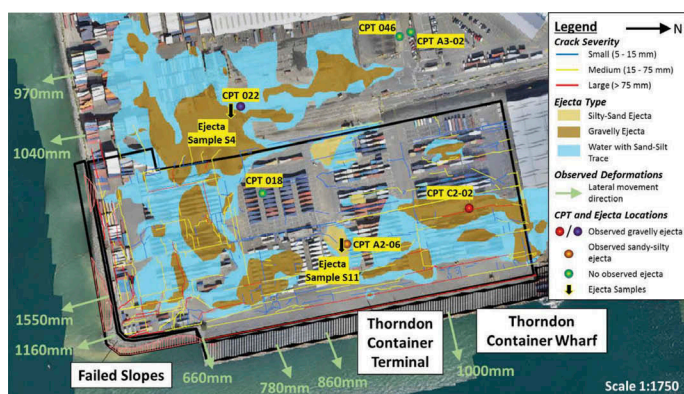 CPT 046
CPT A3-02
970mm
CPT 022
Ejecta
Sample S4
1040mm
CPT 018
CPT C2-02
CPT A2-06
Ejecta
Sample S11
1550mm
1160mm
Failed Slopes
660mm
780mm
860mm
Thorndon
Container
Terminal
1000mm
Thorndon
Container Wharf
Legend
N
Crack Severity
Small (5 - 15 mm)
Medium (15 - 75 mm)
Large (> 75 mm)
Ejecta Type
Silty-Sand Ejecta
Gravelly Ejecta
Water with Sand-Silt
Trace
Observed Deformations
Lateral movement
direction
CPT and Ejecta Locations
/
Observed gravelly ejecta
Observed sandy-silty
ejecta
No observed ejecta
Ejecta Samples
Scale 1:1750